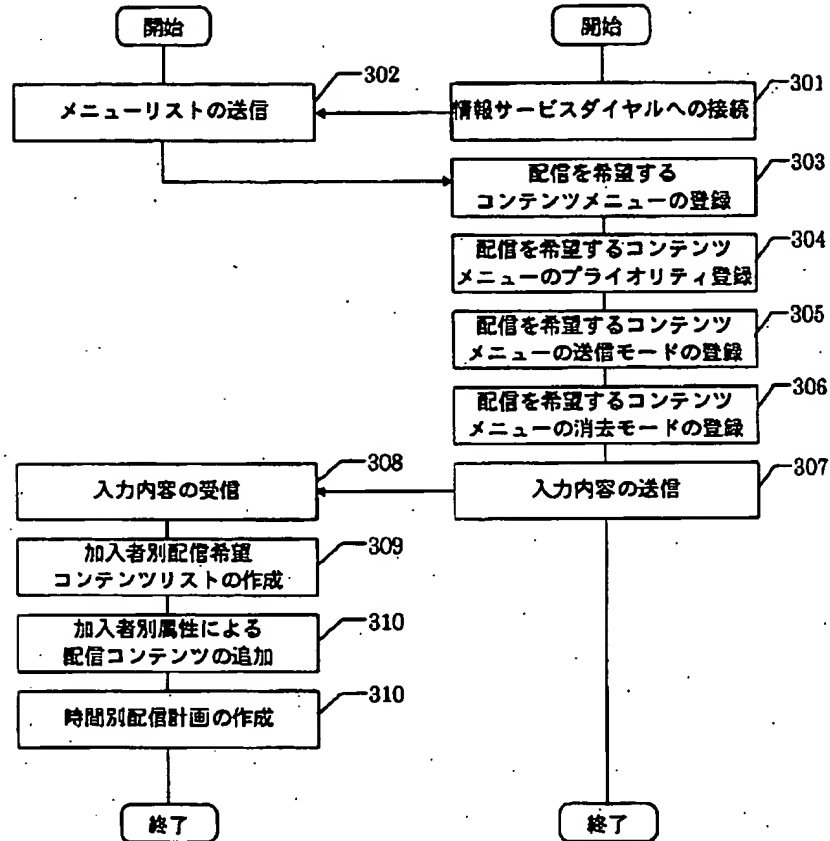 開始
開始
302
メニューリストの送信
301
情報サービスダイヤルへの接続
303
配信を希望する
コンテンツメニューの登録
304
配信を希望するコンテンツ
メニューのプライオリティ登録
305
配信を希望するコンテンツ
メニューの送信モードの登録
306
配信を希望するコンテンツ
メニューの消去モードの登録
307
入力内容の送信
308
入力内容の受信
309
加入者別配信希望
コンテンツリストの作成
310
加入者別属性による
配信コンテンツの追加
310
時間別配信計画の作成
終了
終了